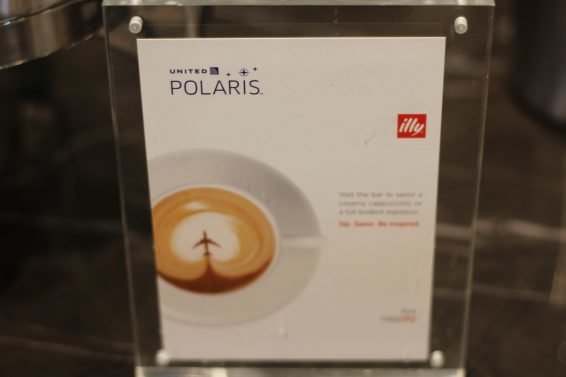 UNITED
POLARIS
illy
Visit the bar to savor a
creamy cappuccino or
a full-bodied espresso.
Sip. Savor. Be inspired.